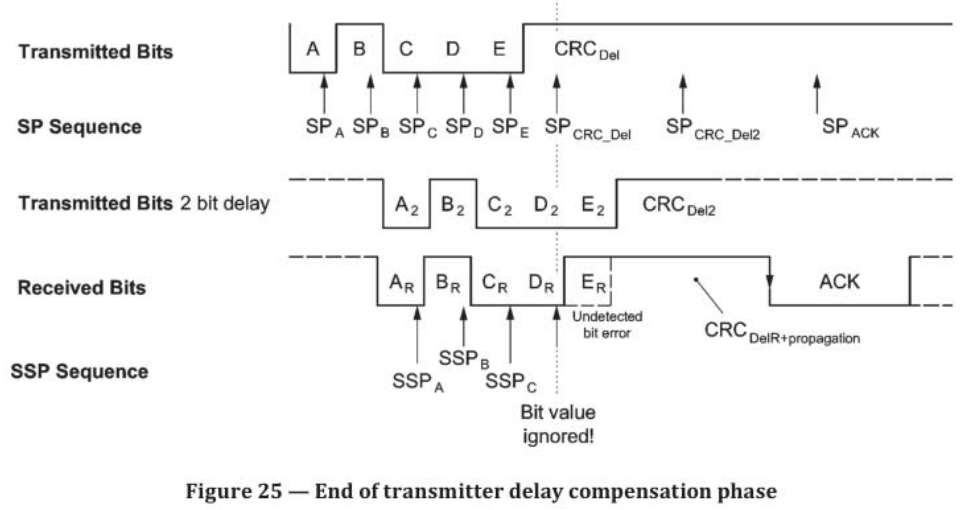 Transmitted Bits A B C D E CRC_Del
SP Sequence SP_A SP_B SP_C SP_D SP_E SP_CRC_Del SP_CRC_Del2 SP_ACK
Transmitted Bits 2 bit delay A_2 B_2 C_2 D_2 E_2 CRC_Del2
Received Bits A_R B_R C_R D_R E_R ACK
Undetected
bit error
CRC_DelR+propagation
SSP Sequence SSP_A SSP_B SSP_C
Bit value
ignored!
Figure 25 — End of transmitter delay compensation phase